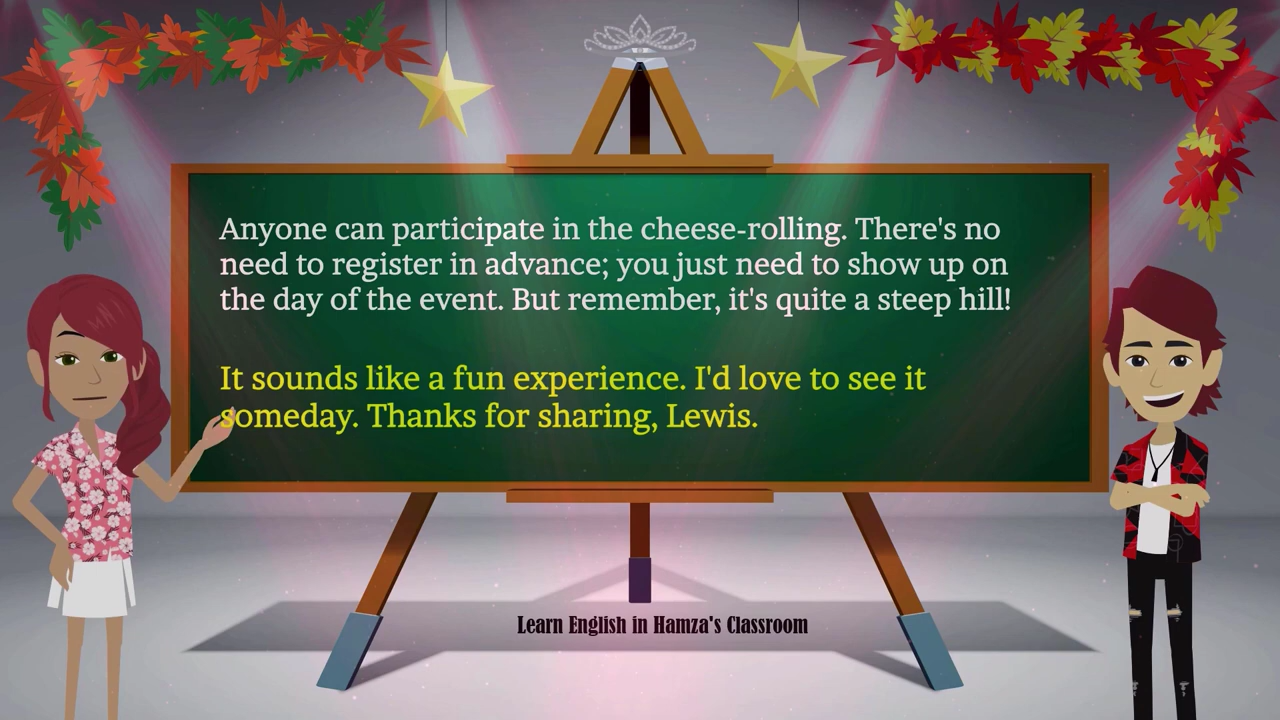 Anyone can participate in the cheese-rolling. There's no
need to register in advance; you just need to show up on
the day of the event. But remember, it's quite a steep hill!
It sounds like a fun experience. I'd love to see it
someday. Thanks for sharing, Lewis.
Learn English in Hamza's Classroom